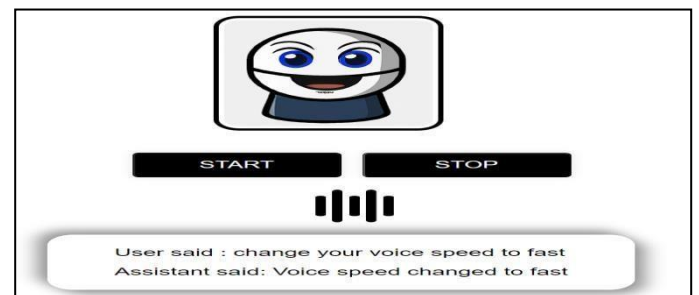 START
STOP
User said : change your voice speed to fast
Assistant said: Voice speed changed to fast